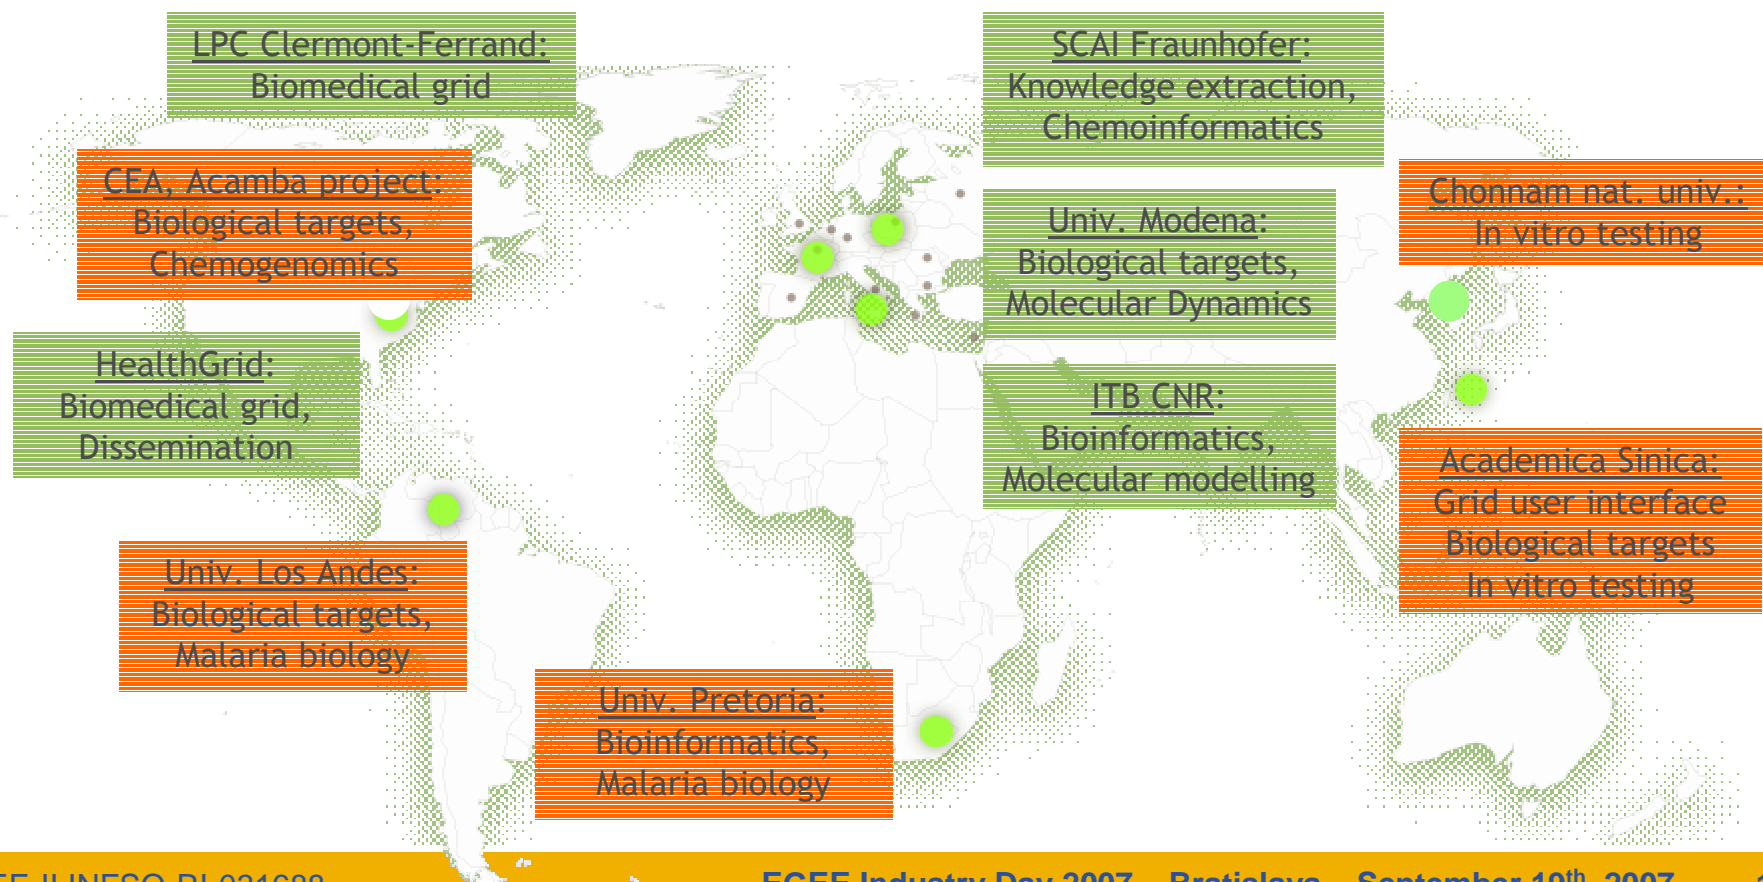 LPC Clermont-Ferrand:
Biomedical grid
SCAI Fraunhofer:
Knowledge extraction,
Chemoinformatics
CEA, Acamba project:
Biological targets,
Chemogenomics
Chonnam nat. univ.:
In vitro testing
Univ. Modena:
Biological targets,
Molecular Dynamics
HealthGrid:
Biomedical grid,
Dissemination
ITB CNR:
Bioinformatics,
Molecular modelling
Academica Sinica:
Grid user interface
Biological targets
In vitro testing
Univ. Los Andes:
Biological targets,
Malaria biology
Univ. Pretoria:
Bioinformatics,
Malaria biology
EGEE Industry Day 2007 – Bratislava – September 10th, 2007